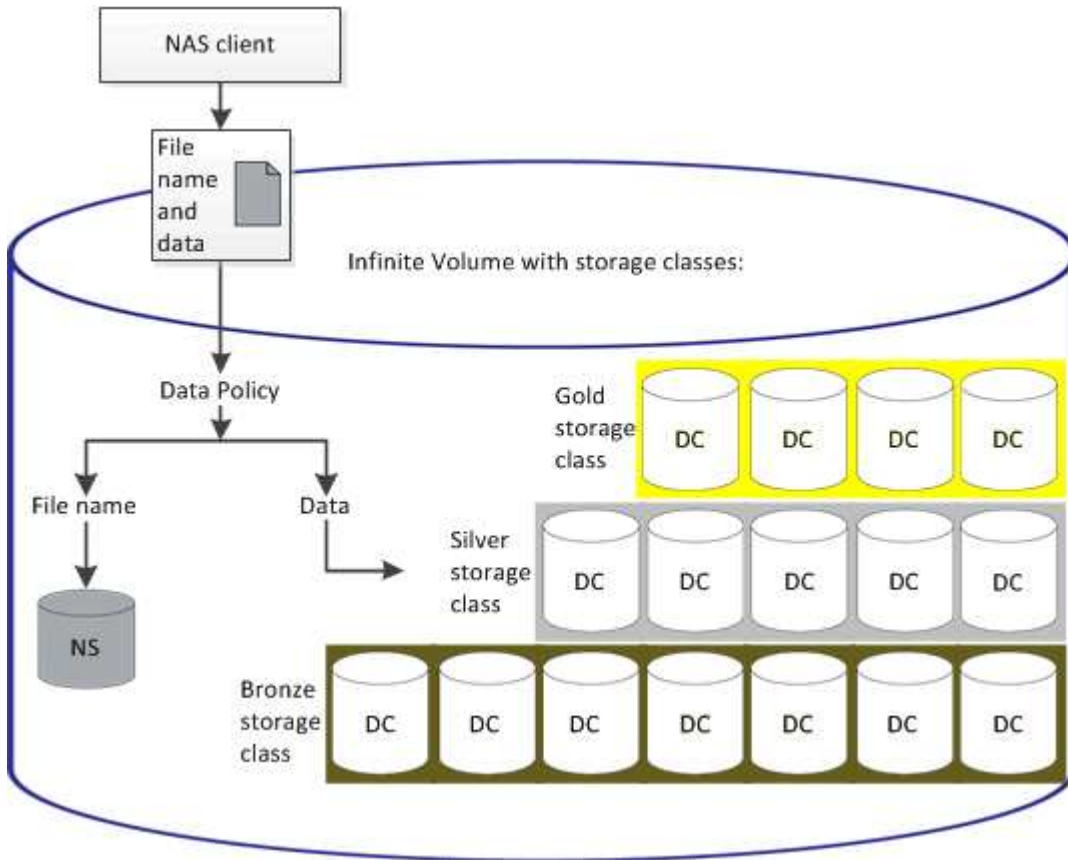 NAS client
File
name
and
data
Infinite Volume with storage classes:
Data Policy
File name
Data
NS
Gold
storage
class
DC DC DC DC
Silver
storage
class
DC DC DC DC DC
Bronze
storage
class
DC DC DC DC DC DC DC